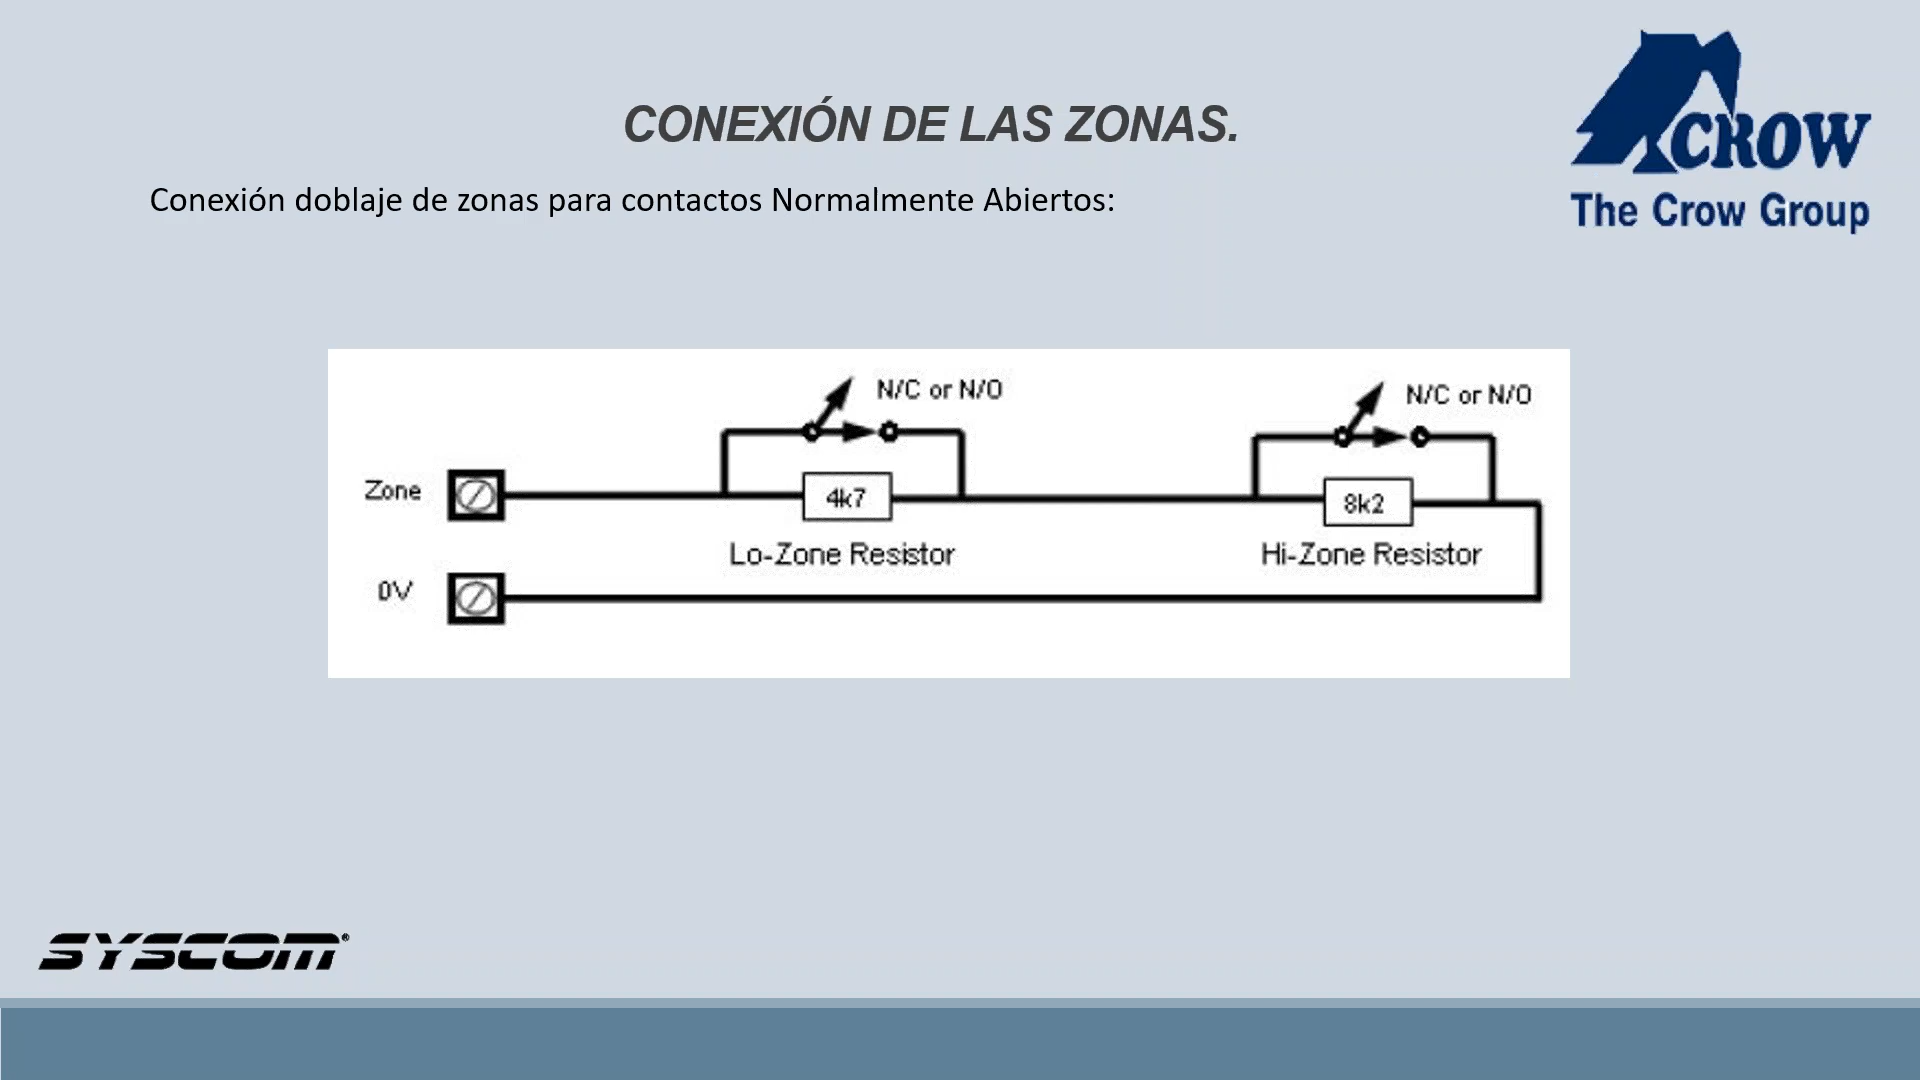 CONEXIÓN DE LAS ZONAS.
CROW
The Crow Group
Conexión doblaje de zonas para contactos Normalmente Abiertos:
N/C or N/O
N/C or N/O
Zone
4k7
8k2
Lo-Zone Resistor
Hi-Zone Resistor
0V
SYSCOM®